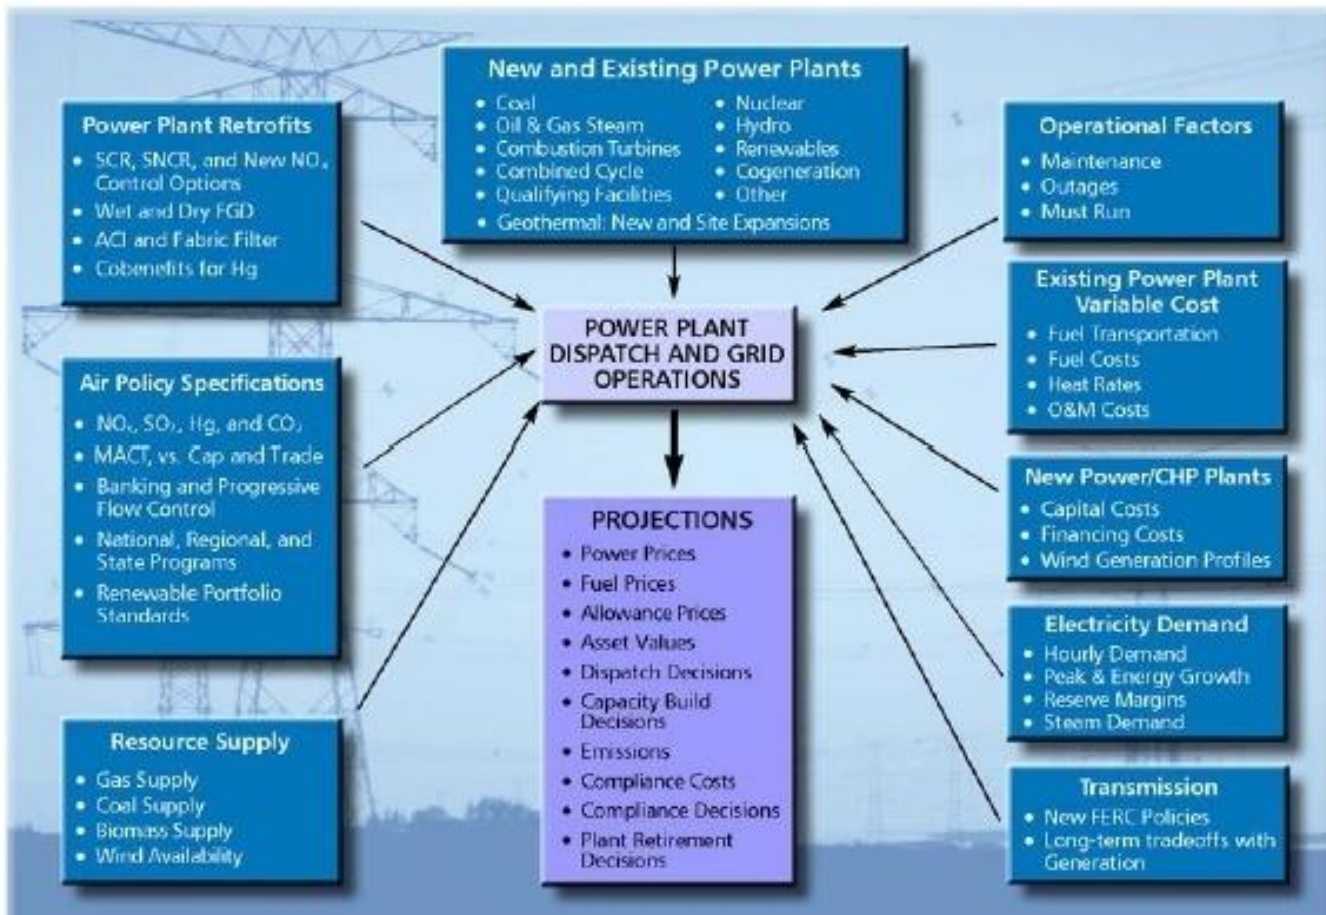 New and Existing Power Plants
• Coal
• Oil & Gas Steam
• Combustion Turbines
• Combined Cycle
• Qualifying Facilities
• Nuclear
• Hydro
• Renewables
• Cogeneration
• Other
• Geothermal: New and Site Expansions
Power Plant Retrofits
• SCR, SNCR, and New NOₓ
Control Options
• Wet and Dry FGD
• ACI and Fabric Filter
• Cobenefits for Hg
Air Policy Specifications
• NOₓ, SO₂, Hg, and CO₂
• MACT, vs. Cap and Trade
• Banking and Progressive
Flow Control
• National, Regional, and
State Programs
• Renewable Portfolio
Standards
Resource Supply
• Gas Supply
• Coal Supply
• Biomass Supply
• Wind Availability
POWER PLANT
DISPATCH AND GRID
OPERATIONS
PROJECTIONS
• Power Prices
• Fuel Prices
• Allowance Prices
• Asset Values
• Dispatch Decisions
• Capacity Build
Decisions
• Emissions
• Compliance Costs
• Compliance Decisions
• Plant Retirement
Decisions
Operational Factors
• Maintenance
• Outages
• Must Run
Existing Power Plant
Variable Cost
• Fuel Transportation
• Fuel Costs
• Heat Rates
• O&M Costs
New Power/CHP Plants
• Capital Costs
• Financing Costs
• Wind Generation Profiles
Electricity Demand
• Hourly Demand
• Peak & Energy Growth
• Reserve Margins
• Steam Demand
Transmission
• New FERC Policies
• Long-term tradeoffs with
Generation